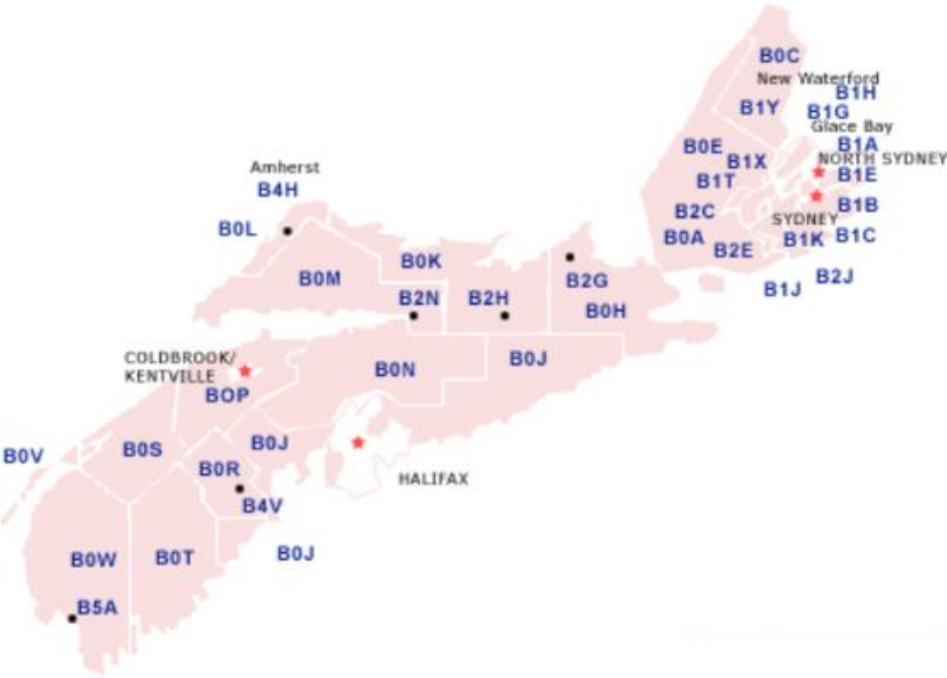 B0C
New Waterford
B1H
B1Y
B1G
Glace Bay
B1A
B0E
B1X
NORTH SYDNEY
B1T
B1E
Amherst
B4H
B2C
B1B
SYDNEY
B0L
B0A
B1K
B1C
B2E
B0K
B0M
B2G
B1J
B2J
B2N
B2H
B0H
COLDBROOK/
KENTVILLE
B0N
B0J
BOP
B0V
B0S
B0J
B0R
HALIFAX
B4V
B0W
B0T
B0J
B5A